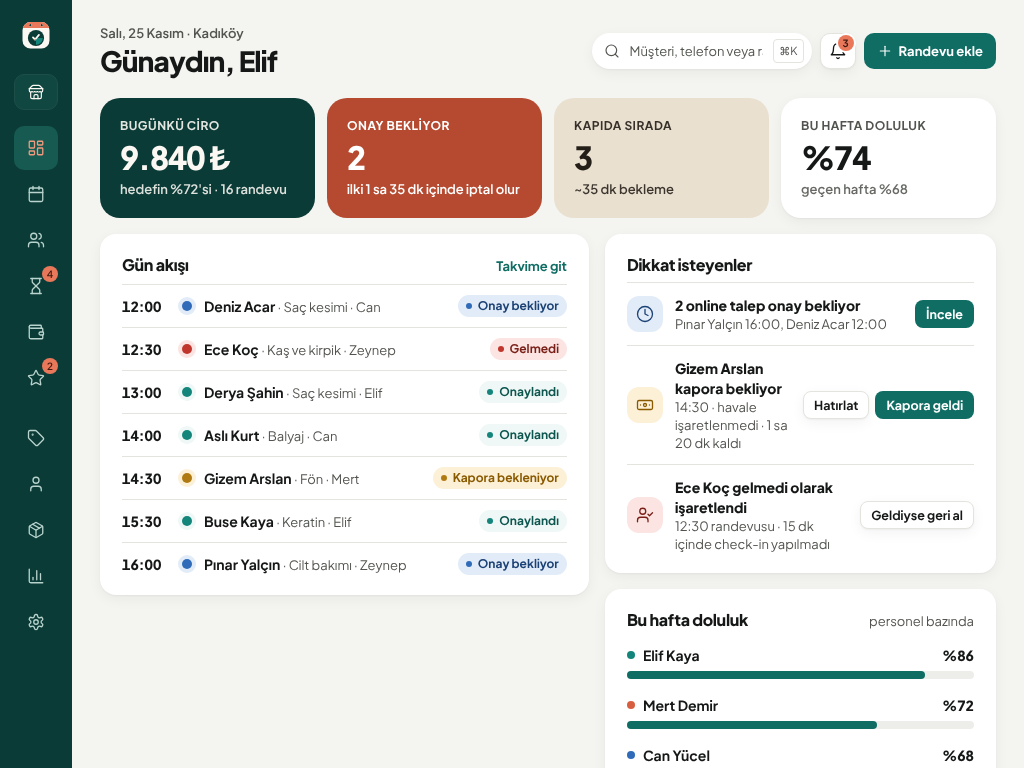 Salı, 25 Kasım · Kadıköy
Günaydın, Elif
Müşteri, telefon veya r
⌘K
3
Randevu ekle
4
2
BUGÜNKÜ CİRO
9.840 ₺
hedefin %72'si · 16 randevu
ONAY BEKLİYOR
2
ilki 1 sa 35 dk içinde iptal olur
KAPIDA SIRADA
3
~35 dk bekleme
BU HAFTA DOLULUK
%74
geçen hafta %68
Gün akışı
Takvime git
12:00 Deniz Acar · Saç kesimi · Can Onay bekliyor
12:30 Ece Koç · Kaş ve kirpik · Zeynep Gelmedi
13:00 Derya Şahin · Saç kesimi · Elif Onaylandı
14:00 Aslı Kurt · Balyaj · Can Onaylandı
14:30 Gizem Arslan · Fön · Mert Kapora bekleniyor
15:30 Buse Kaya · Keratin · Elif Onaylandı
16:00 Pınar Yalçın · Cilt bakımı · Zeynep Onay bekliyor
Dikkat isteyenler
2 online talep onay bekliyor
Pınar Yalçın 16:00, Deniz Acar 12:00
İncele
Gizem Arslan
kapora bekliyor
14:30 · havale
işaretlenmedi · 1 sa
20 dk kaldı
Hatırlat
Kapora geldi
Ece Koç gelmedi olarak
işaretlendi
12:30 randevusu · 15 dk
içinde check-in yapılmadı
Geldiyse geri al
Bu hafta doluluk
personel bazında
Elif Kaya %86
Mert Demir %72
Can Yücel %68